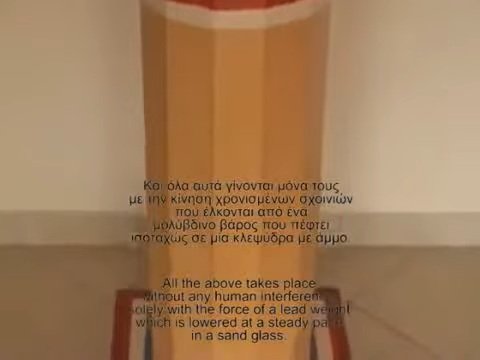 Και όλα αυτά γίνονται μόνα τους
με την κίνηση χρονισμένων σχοινιών
που έλκονται από ένα
μολύβδινο βάρος που πέφτει
ισοταχώς σε μια κλεψύδρα με άμμο.
All the above takes place
without any human interference
solely with the force of a lead weight
which is lowered at a steady pace
in a sand glass.